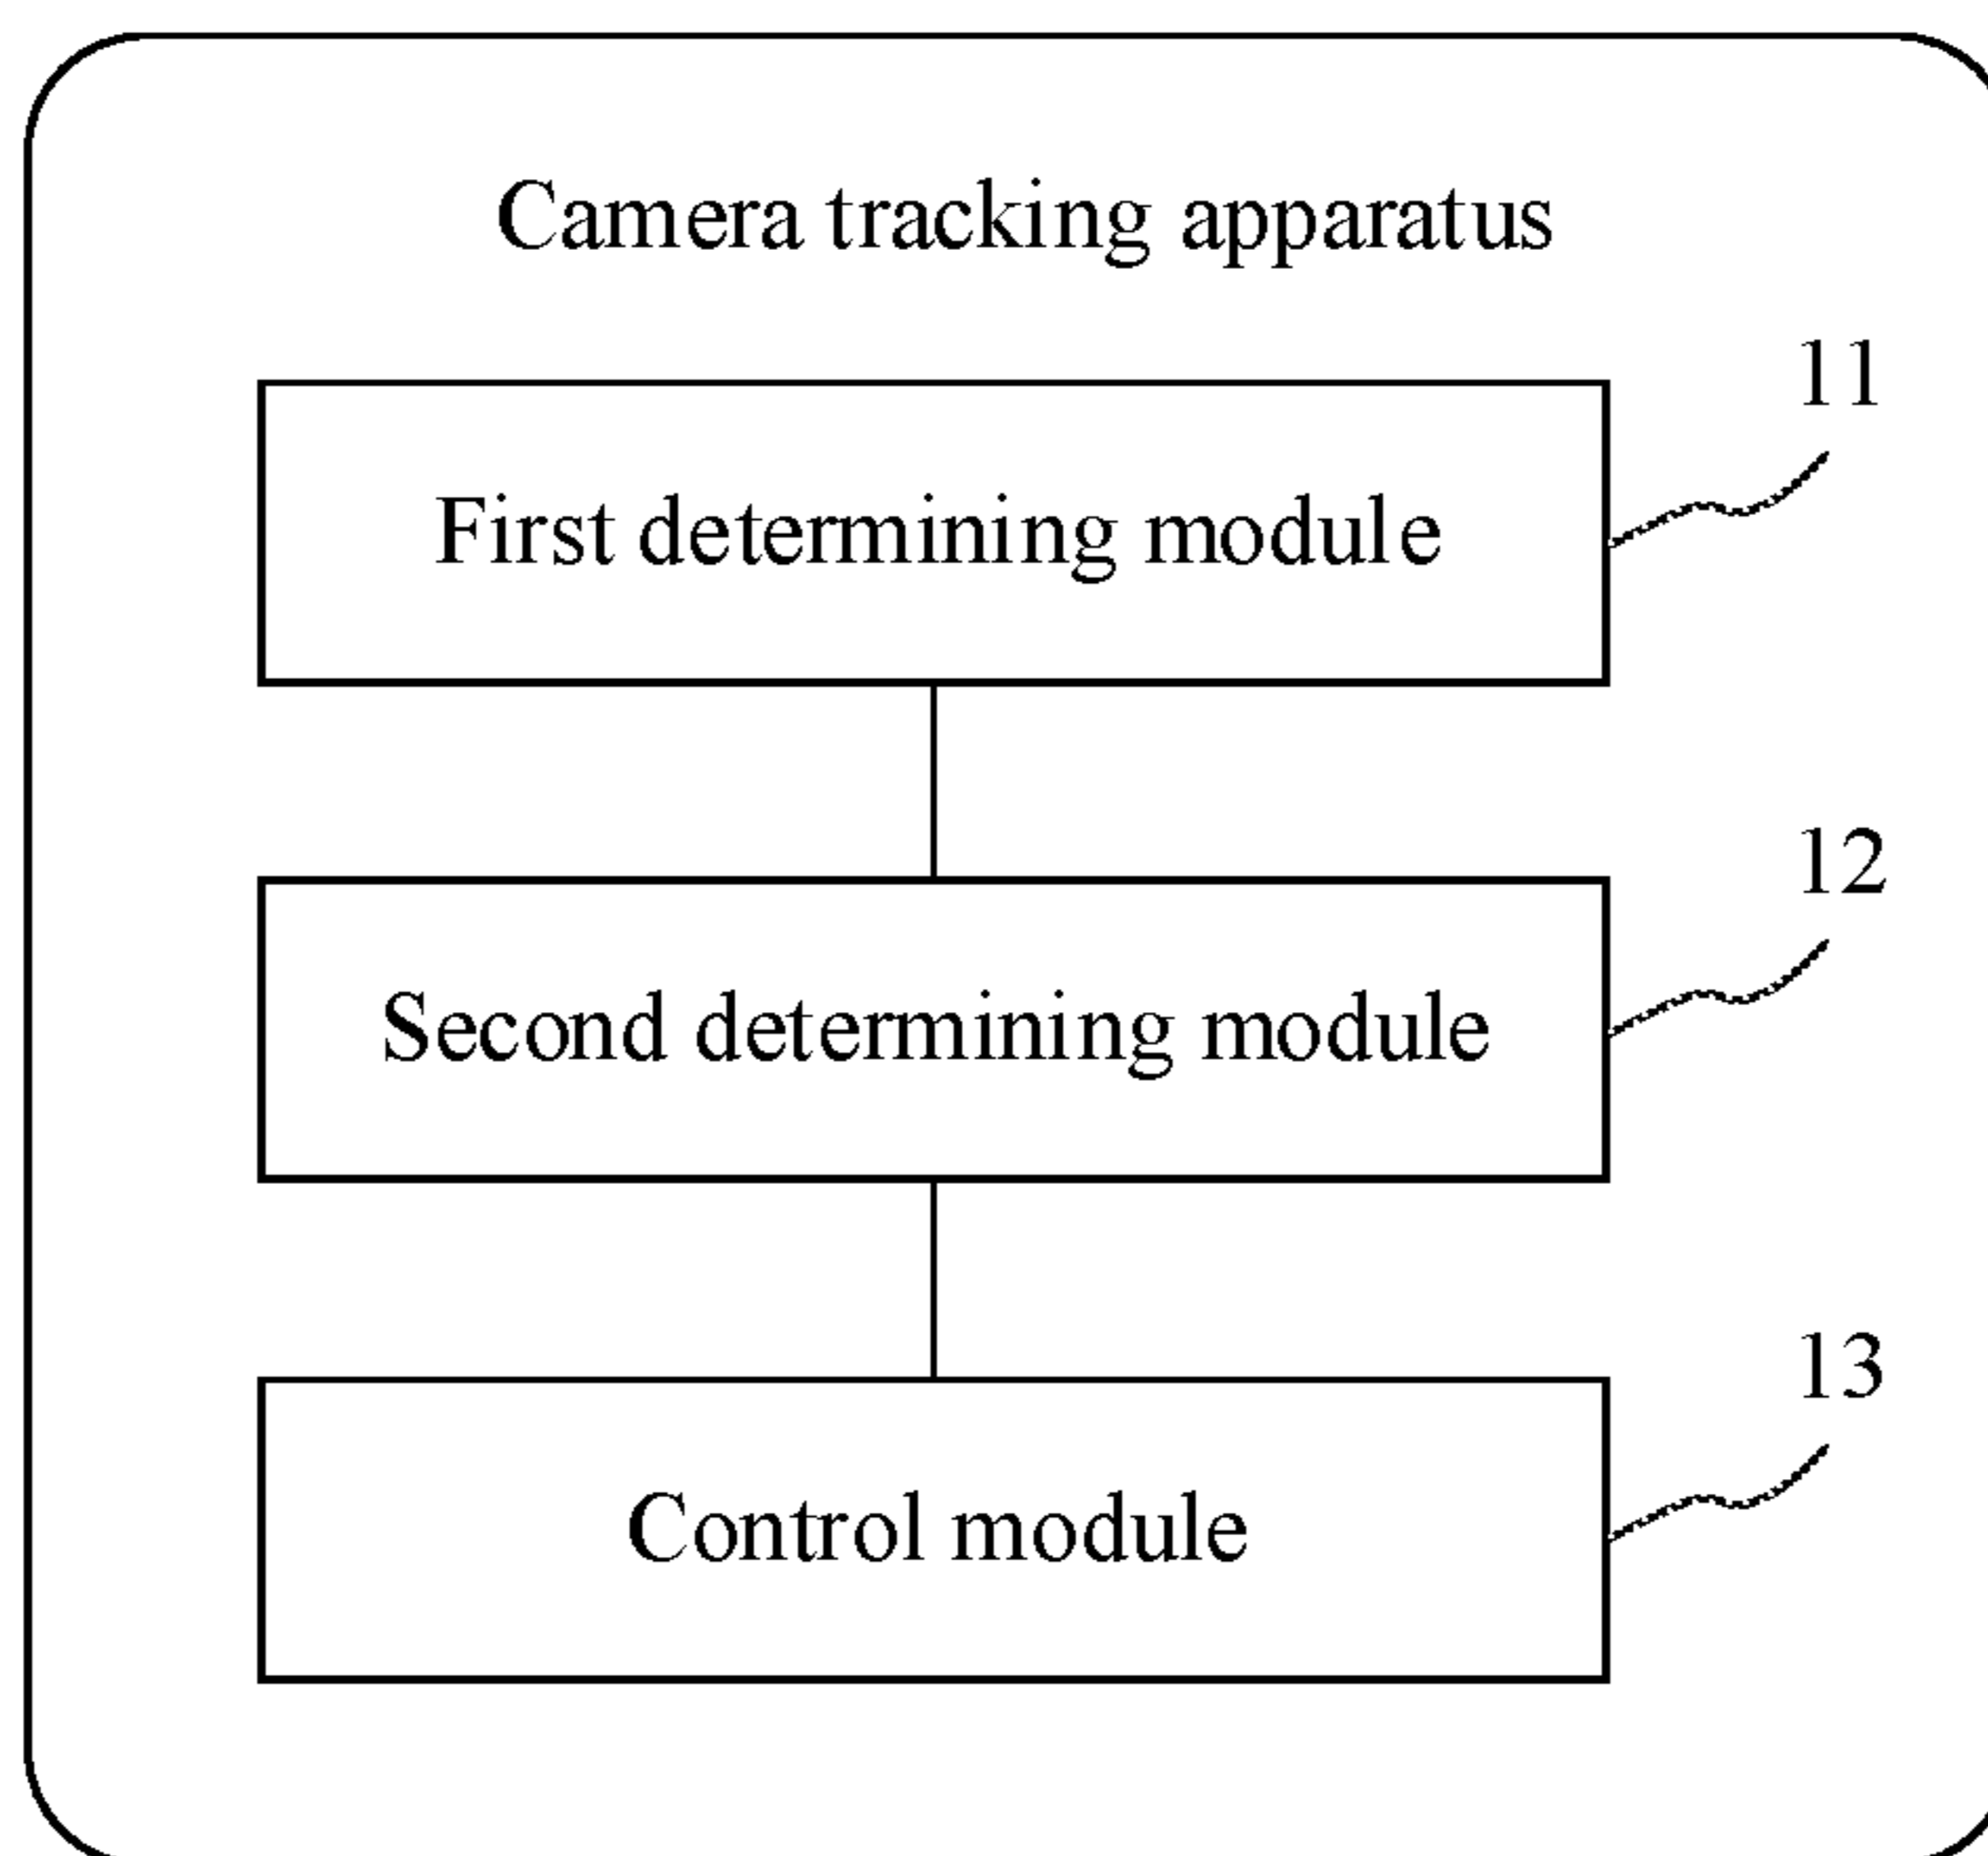 Camera tracking apparatus
11
First determining module
12
Second determining module
13
Control module